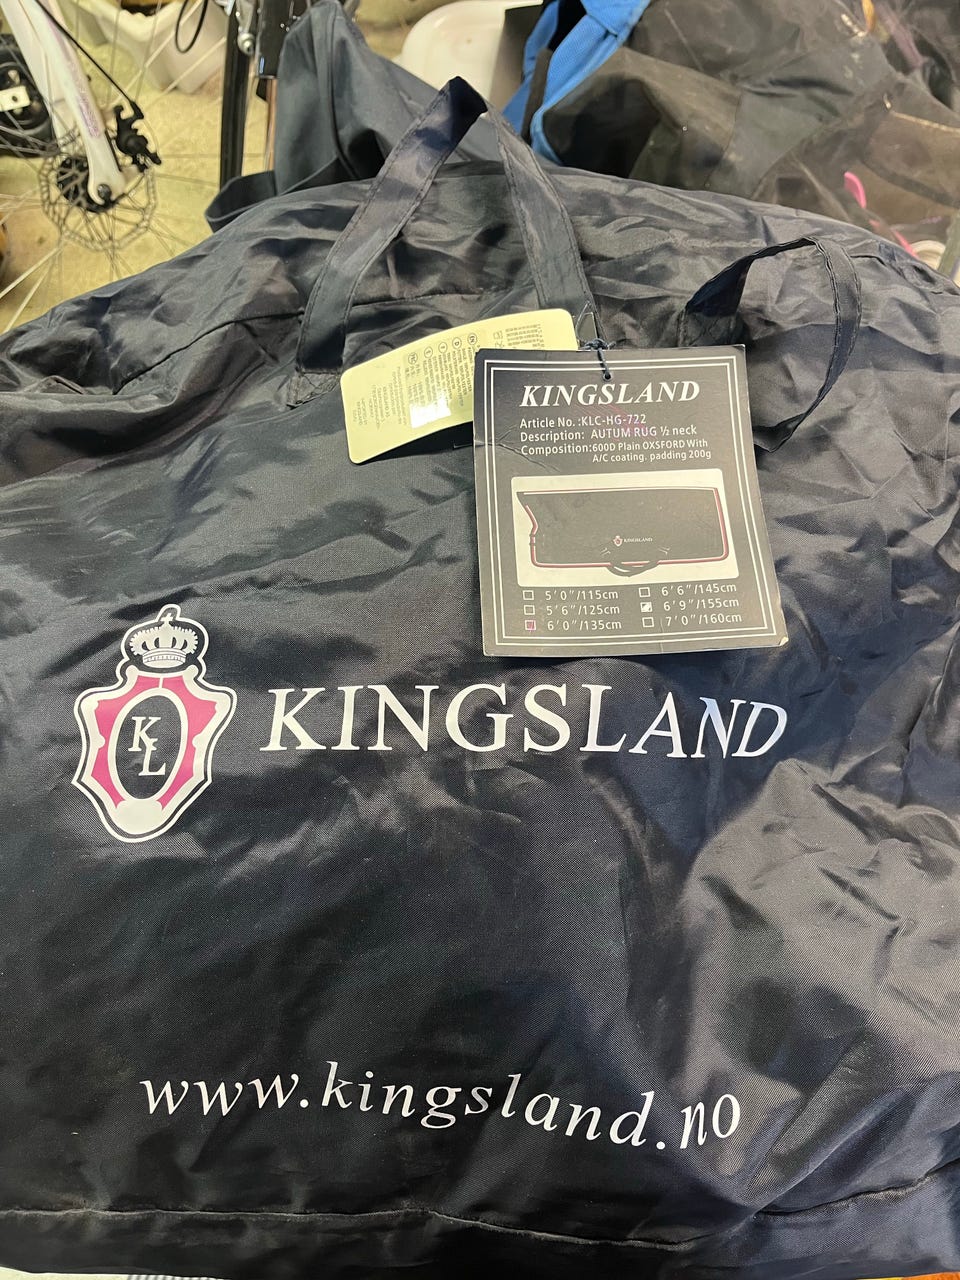 KINGSLAND
Article No. :KLC-HG-722
Description: AUTUM RUG ½ neck
Composition:600D Plain OXSFORD With
A/C coating. padding 200g
KINGSLAND
5'0"/115cm
6'6"/145cm
5'6"/125cm
6'9"/155cm
6'0"/135cm
7'0"/160cm
KL
KINGSLAND
www.kingsland.no